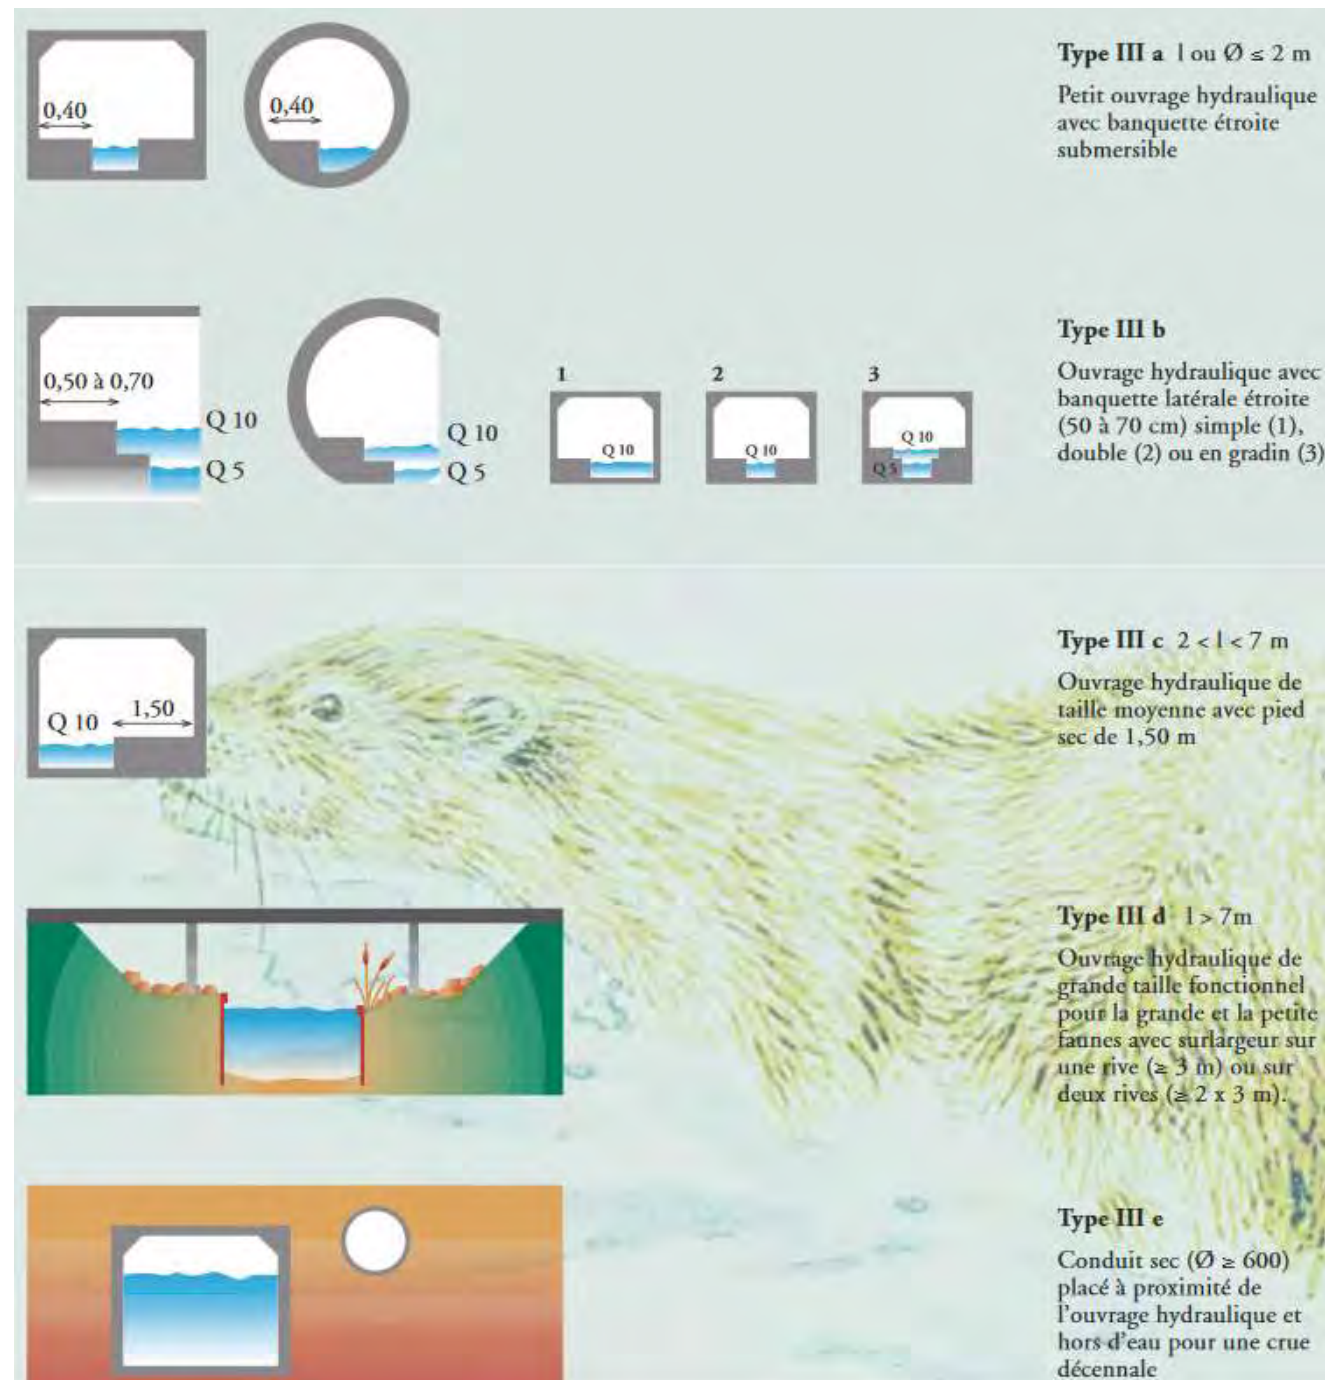 0,40
0,40
Type III a l ou Ø ≤ 2 m
Petit ouvrage hydraulique
avec banquette étroite
submersible
0,50 à 0,70
Q 10
Q 5
Q 10
Q 5
1
Q 10
2
Q 10
3
Q 10
Q 5
Type III b
Ouvrage hydraulique avec
banquette latérale étroite
(50 à 70 cm) simple (1),
double (2) ou en gradin (3)
Q 10
1,50
Type III c 2 < l < 7 m
Ouvrage hydraulique de
taille moyenne avec pied
sec de 1,50 m
Type III d l > 7m
Ouvrage hydraulique de
grande taille fonctionnel
pour la grande et la petite
faunes avec surlargeur sur
une rive (≥ 3 m) ou sur
deux rives (≥ 2 x 3 m).
Type III e
Conduit sec (Ø ≥ 600)
placé à proximité de
l'ouvrage hydraulique et
hors d'eau pour une crue
décennale